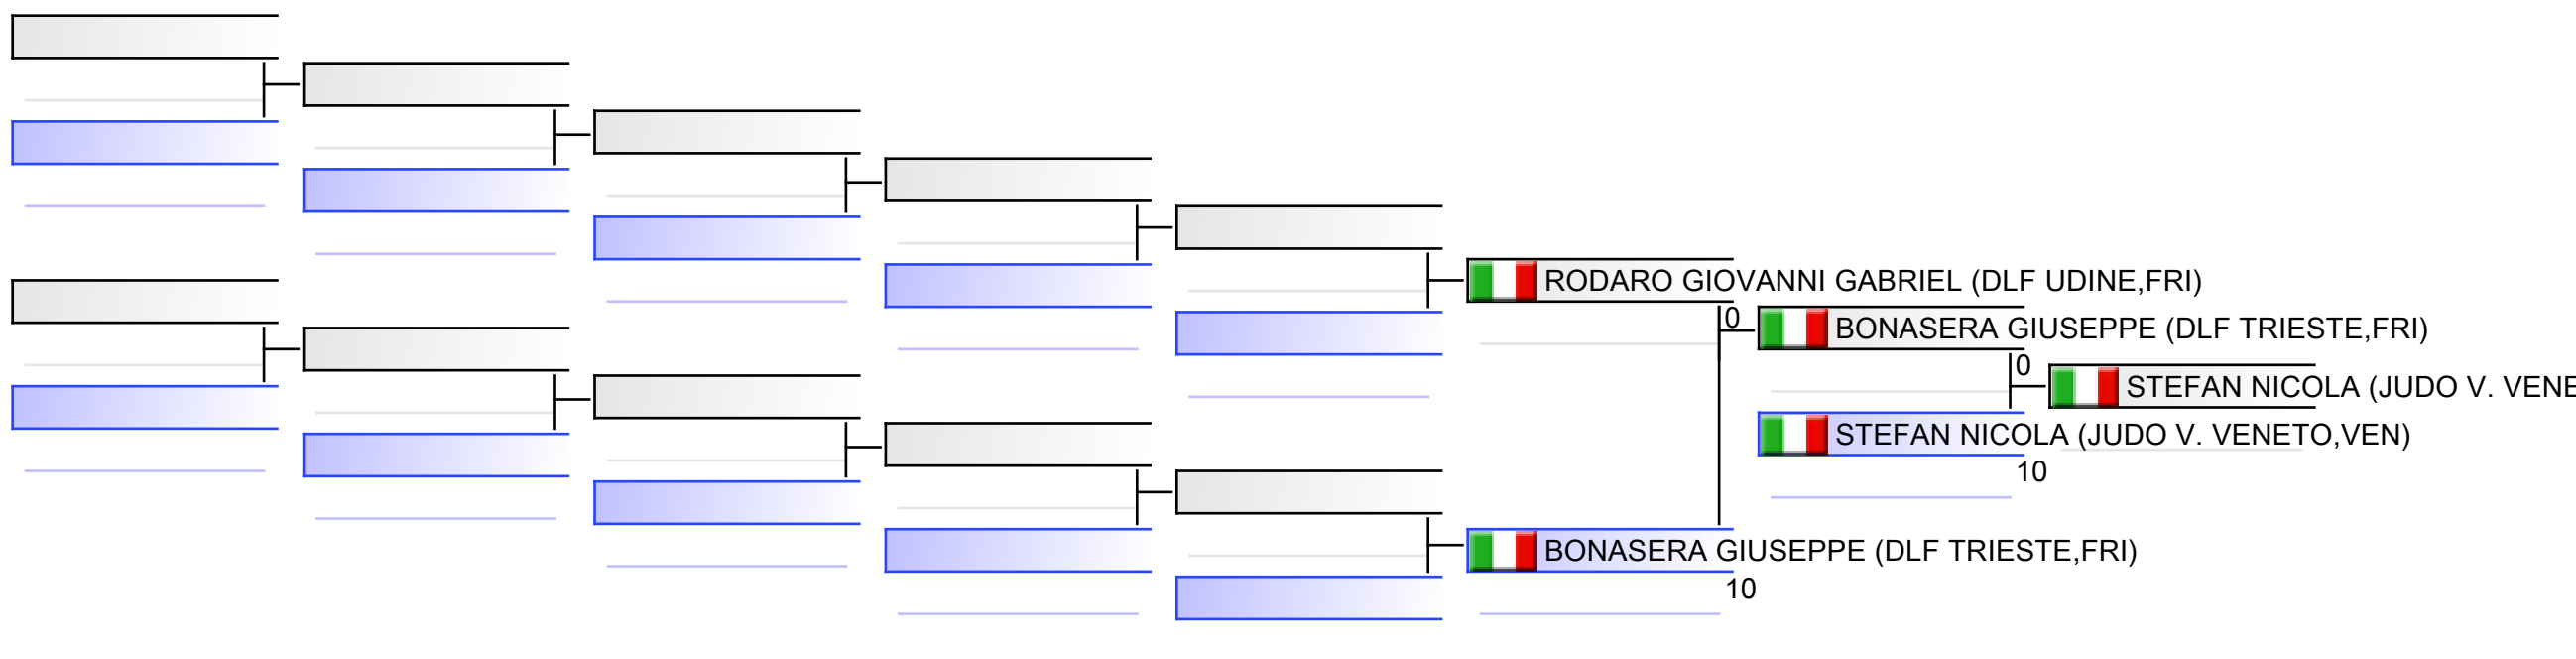 RODARO GIOVANNI GABRIEL (DLF UDINE,FRI)
0
BONASERA GIUSEPPE (DLF TRIESTE,FRI)
0
STEFAN NICOLA (JUDO V. VENE
STEFAN NICOLA (JUDO V. VENETO,VEN)
10
BONASERA GIUSEPPE (DLF TRIESTE,FRI)
10